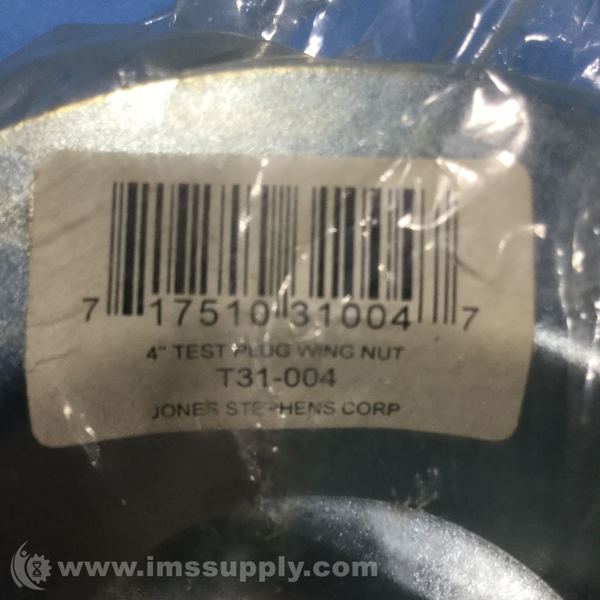 7 17510 31004 7
4" TEST PLUG WING NUT
T31-004
JONES STEPHENS CORP
www.imssupply.com